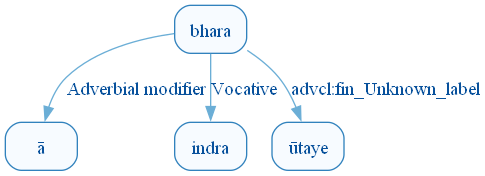 bhara
Adverbial modifier Vocative advcl:fin_Unknown_label
ā indra ūtaye